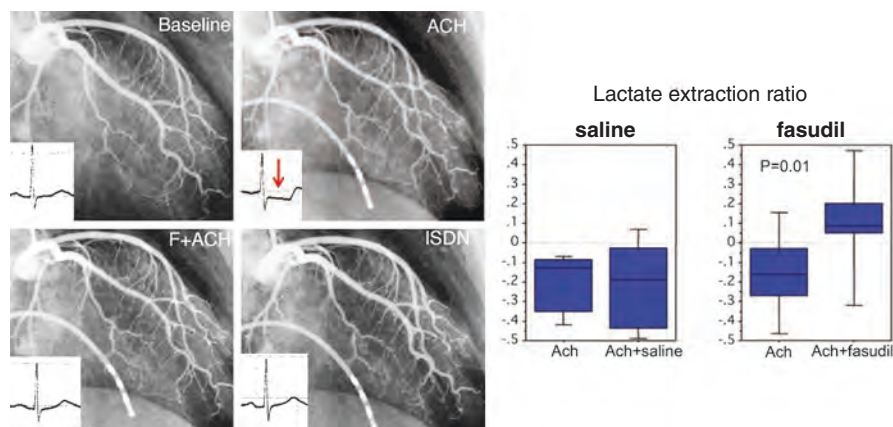 Baseline
ACH
F+ACH
ISDN
Lactate extraction ratio
saline
fasudil
.5
.4
.3
.2
.1
0
-.1
-.2
-.3
-.4
-.5
Ach
Ach+saline
.5
.4
.3
.2
.1
0
-.1
-.2
-.3
-.4
-.5
P=0.01
Ach
Ach+fasudil